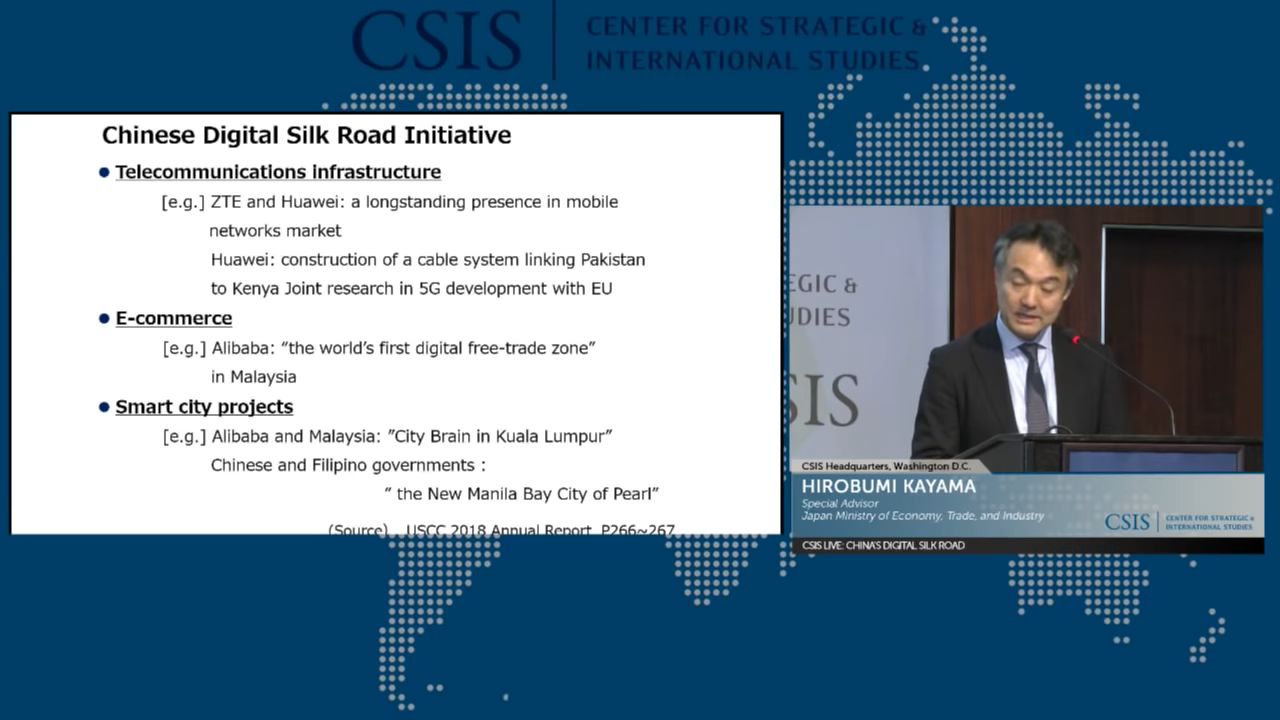 CSIS
CENTER FOR STRATEGIC &
INTERNATIONAL STUDIES
Chinese Digital Silk Road Initiative
● Telecommunications infrastructure
[e.g.] ZTE and Huawei: a longstanding presence in mobile
networks market
Huawei: construction of a cable system linking Pakistan
to Kenya Joint research in 5G development with EU
● E-commerce
[e.g.] Alibaba: “the world’s first digital free-trade zone”
in Malaysia
● Smart city projects
[e.g.] Alibaba and Malaysia: ”City Brain in Kuala Lumpur”
Chinese and Filipino governments :
” the New Manila Bay City of Pearl”
(Source) USCC 2018 Annual Report P266~267
EGIC &
UDIES
SIS
CSIS Headquarters, Washington D.C.
HIROBUMI KAYAMA
Special Advisor
Japan Ministry of Economy, Trade, and Industry
CSIS
CENTER FOR STRATEGIC &
INTERNATIONAL STUDIES
CSIS LIVE: CHINA'S DIGITAL SILK ROAD